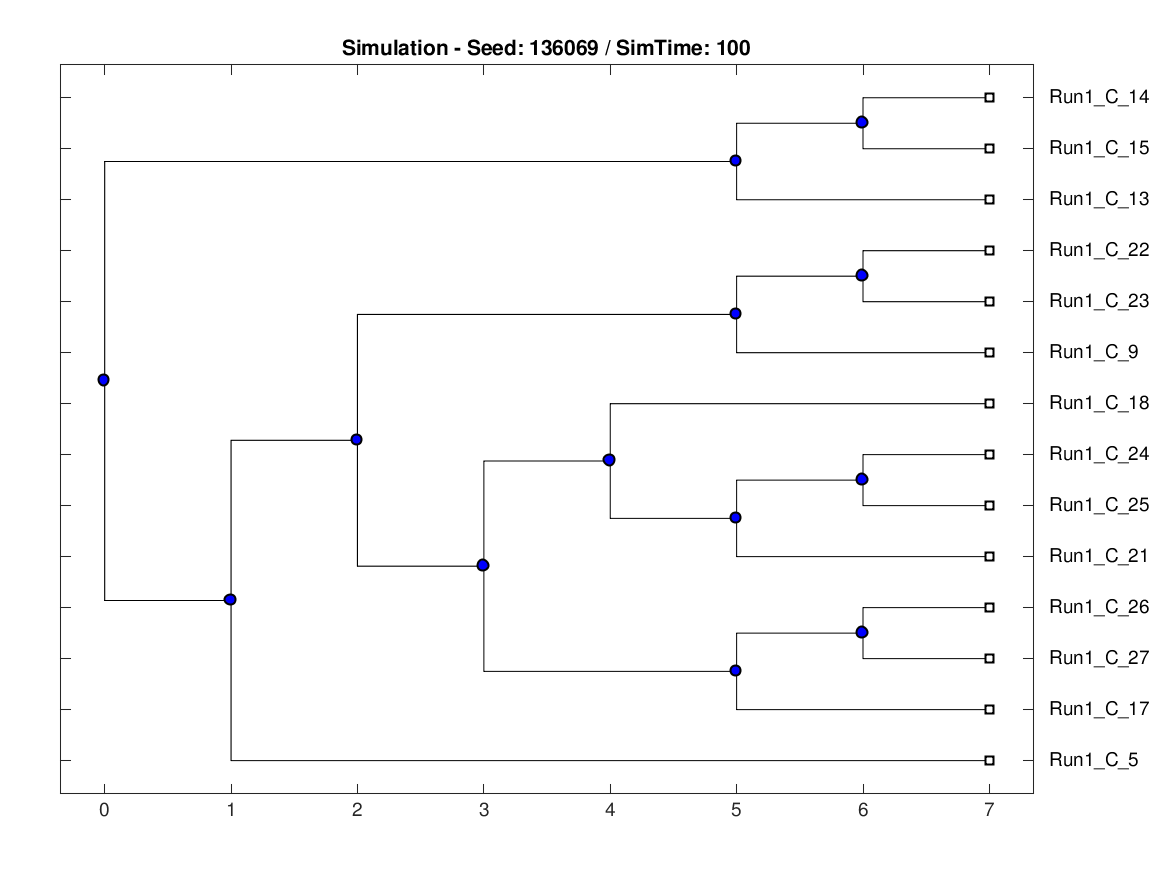 Simulation - Seed: 136069 / SimTime: 100
Run1_C_14
Run1_C_15
Run1_C_13
Run1_C_22
Run1_C_23
Run1_C_9
Run1_C_18
Run1_C_24
Run1_C_25
Run1_C_21
Run1_C_26
Run1_C_27
Run1_C_17
Run1_C_5
0 1 2 3 4 5 6 7